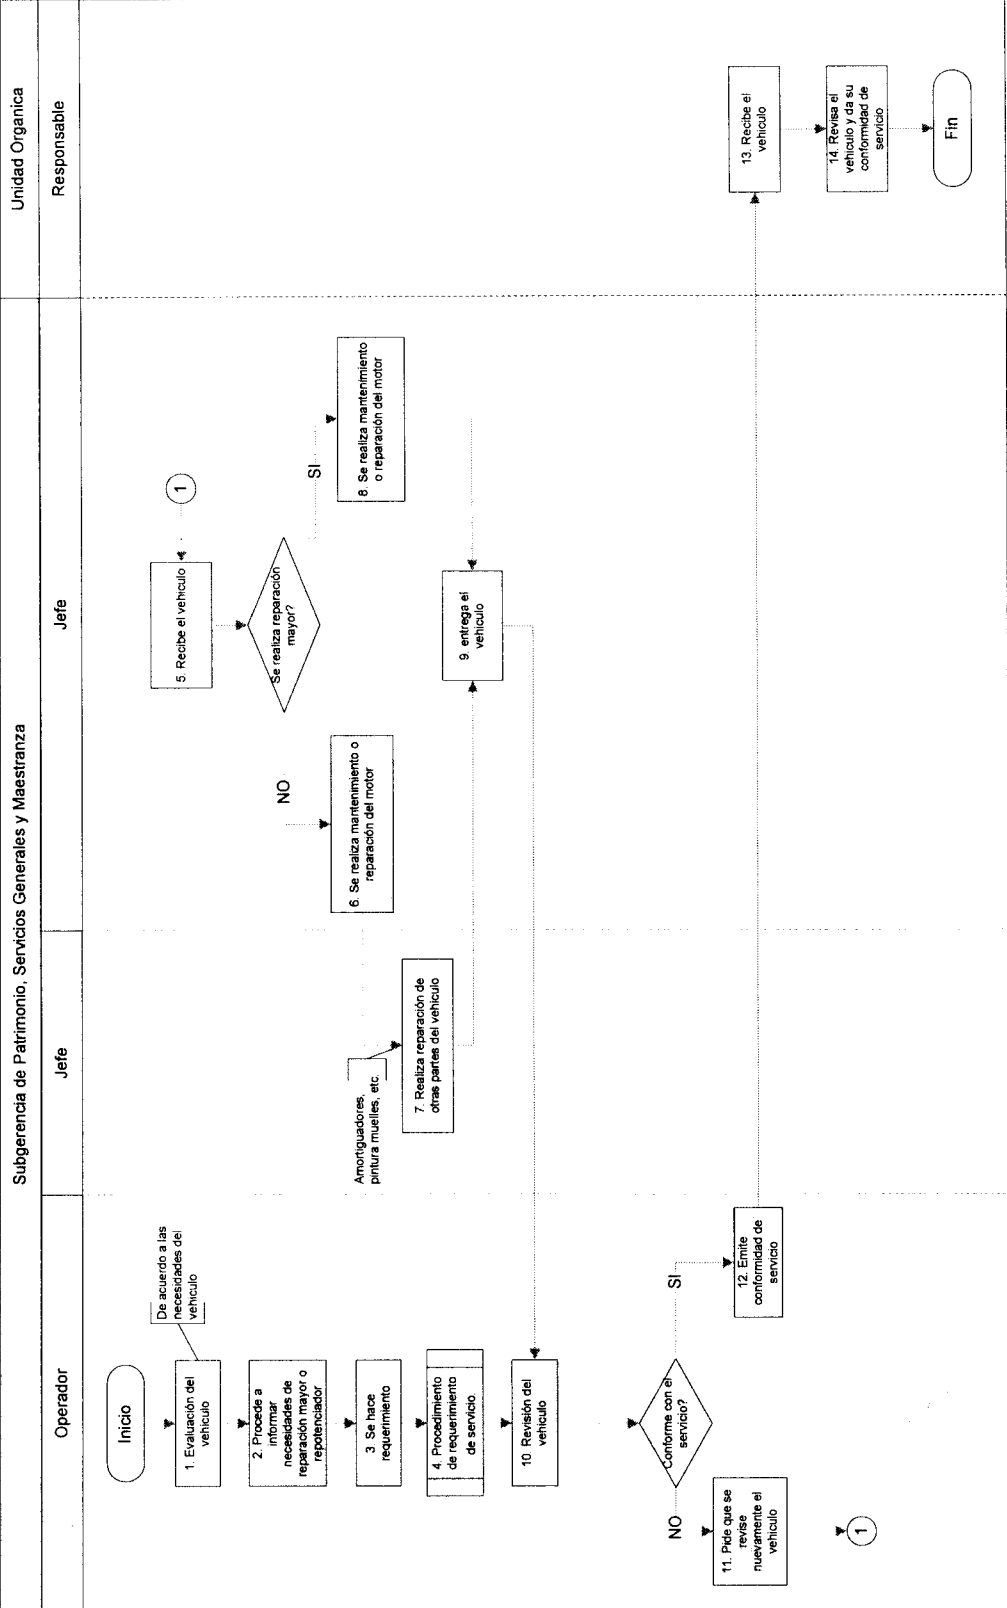 Subgerencia de Patrimonio, Servicios Generales y Maestranza
Unidad Organica
Operador
Jefe
Jefe
Responsable
Inicio
De acuerdo a las
necesidades del
vehiculo
1. Evaluación del
vehiculo
2. Procede a
informar
necesidades de
reparación mayor o
repotenciador
3. Se hace
requerimiento
4. Procedimiento
de requerimiento
de servicio.
5. Recibe el vehiculo
1
Se realiza reparación
mayor?
NO
SI
6. Se realiza mantenimiento o
reparación del motor
Amortiguadores,
pintura muelles, etc.
7. Realiza reparación de
otras partes del vehiculo
8. Se realiza mantenimiento
o reparación del motor
9. entrega el
vehiculo
10. Revisión del
vehiculo
Conforme con el
servicio?
NO
SI
11. Pide que se
revise
nuevamente el
vehiculo
1
12. Emite
conformidad de
servicio
13. Recibe el
vehiculo
14. Revisa el
vehiculo y da su
conformidad de
servicio
Fin